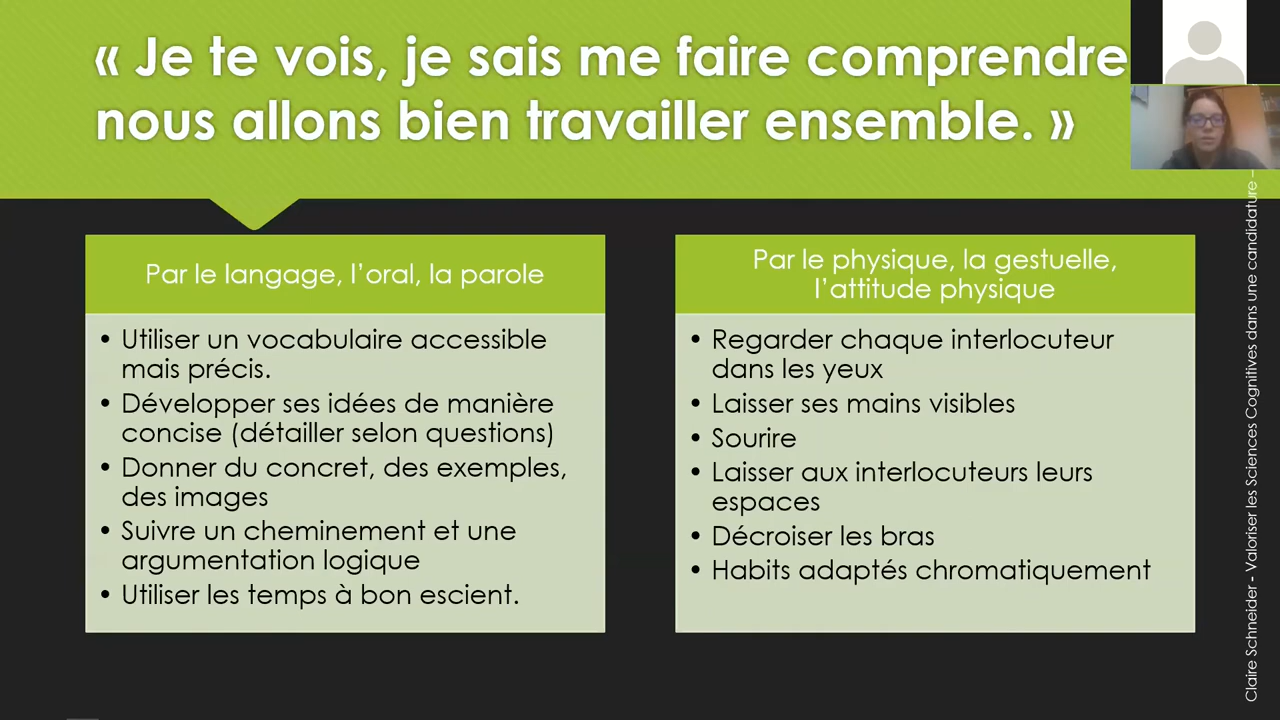 « Je te vois, je sais me faire comprendre
nous allons bien travailler ensemble. »
Par le langage, l’oral, la parole
• Utiliser un vocabulaire accessible
mais précis.
• Développer ses idées de manière
concise (détailler selon questions)
• Donner du concret, des exemples,
des images
• Suivre un cheminement et une
argumentation logique
• Utiliser les temps à bon escient.
Par le physique, la gestuelle,
l’attitude physique
• Regarder chaque interlocuteur
dans les yeux
• Laisser ses mains visibles
• Sourire
• Laisser aux interlocuteurs leurs
espaces
• Décroiser les bras
• Habits adaptés chromatiquement
Claire Schneider - Valoriser les Sciences Cognitives dans une candidature –